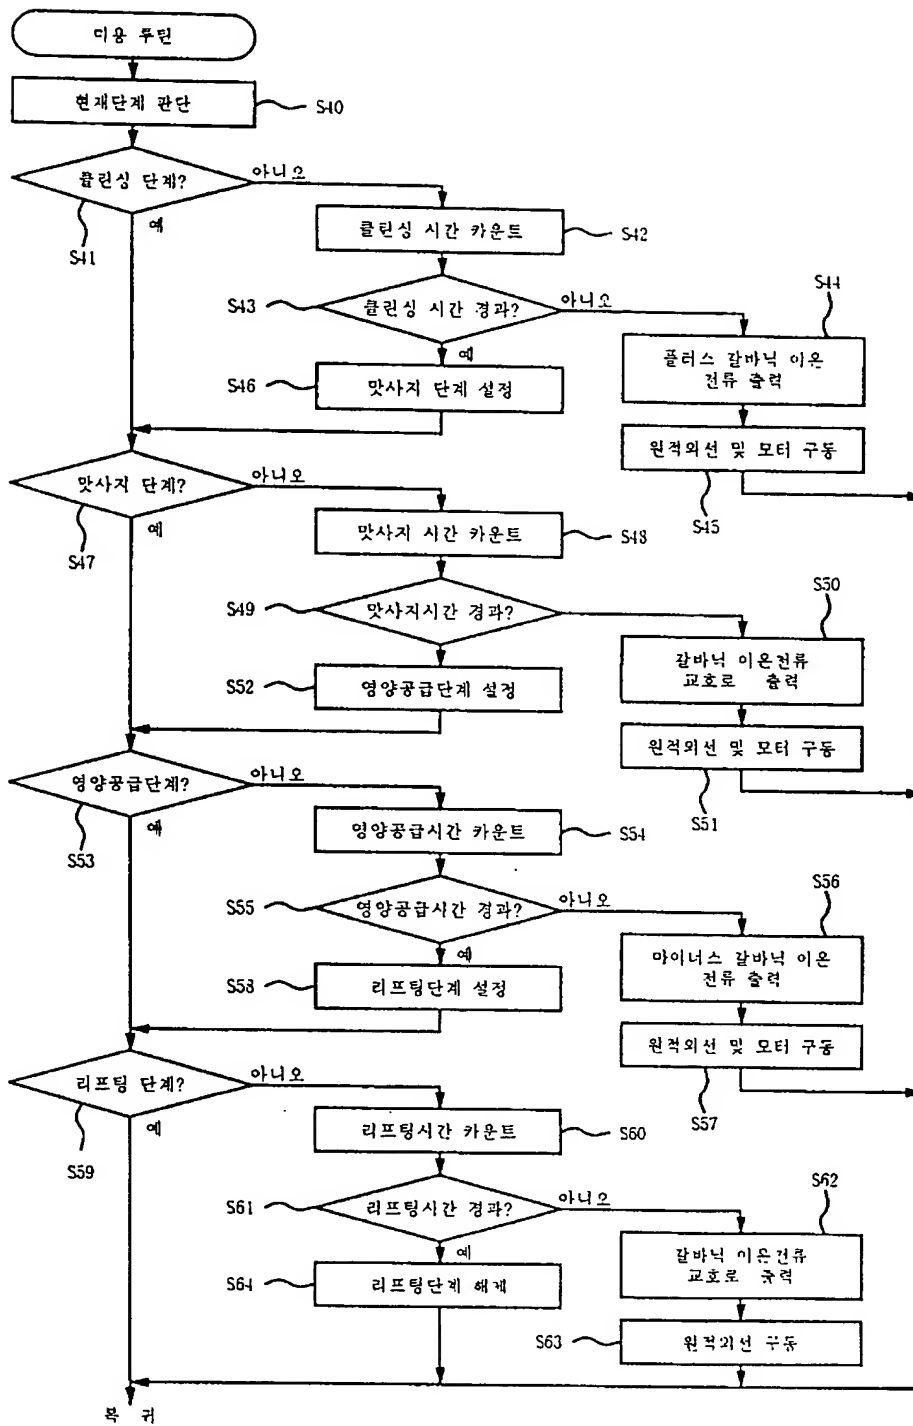 미용 루틴
현재단계 판단
S40
클린싱 단계?
아니오
예
S41
클린싱 시간 카운트
S42
S43
클린싱 시간 경과?
아니오
S44
예
플러스 갈바닉 이온
전류 출력
S46
맛사지 단계 설정
원적외선 및 모터 구동
S45
맛사지 단계?
아니오
예
S47
맛사지 시간 카운트
S48
S49
맛사지시간 경과?
S50
갈바닉 이온전류
교호로 출력
S52
영양공급단계 설정
원적외선 및 모터 구동
S51
영양공급단계?
아니오
예
S53
영양공급시간 카운트
S54
S55
영양공급시간 경과?
아니오
S56
예
마이너스 갈바닉 이온
전류 출력
S58
리프팅단계 설정
원적외선 및 모터 구동
S57
리프팅 단계?
아니오
예
S59
리프팅시간 카운트
S60
S61
리프팅시간 경과?
아니오
S62
예
갈바닉 이온전류
교호로 출력
S64
리프팅단계 해제
S63
원적외선 구동
복 귀